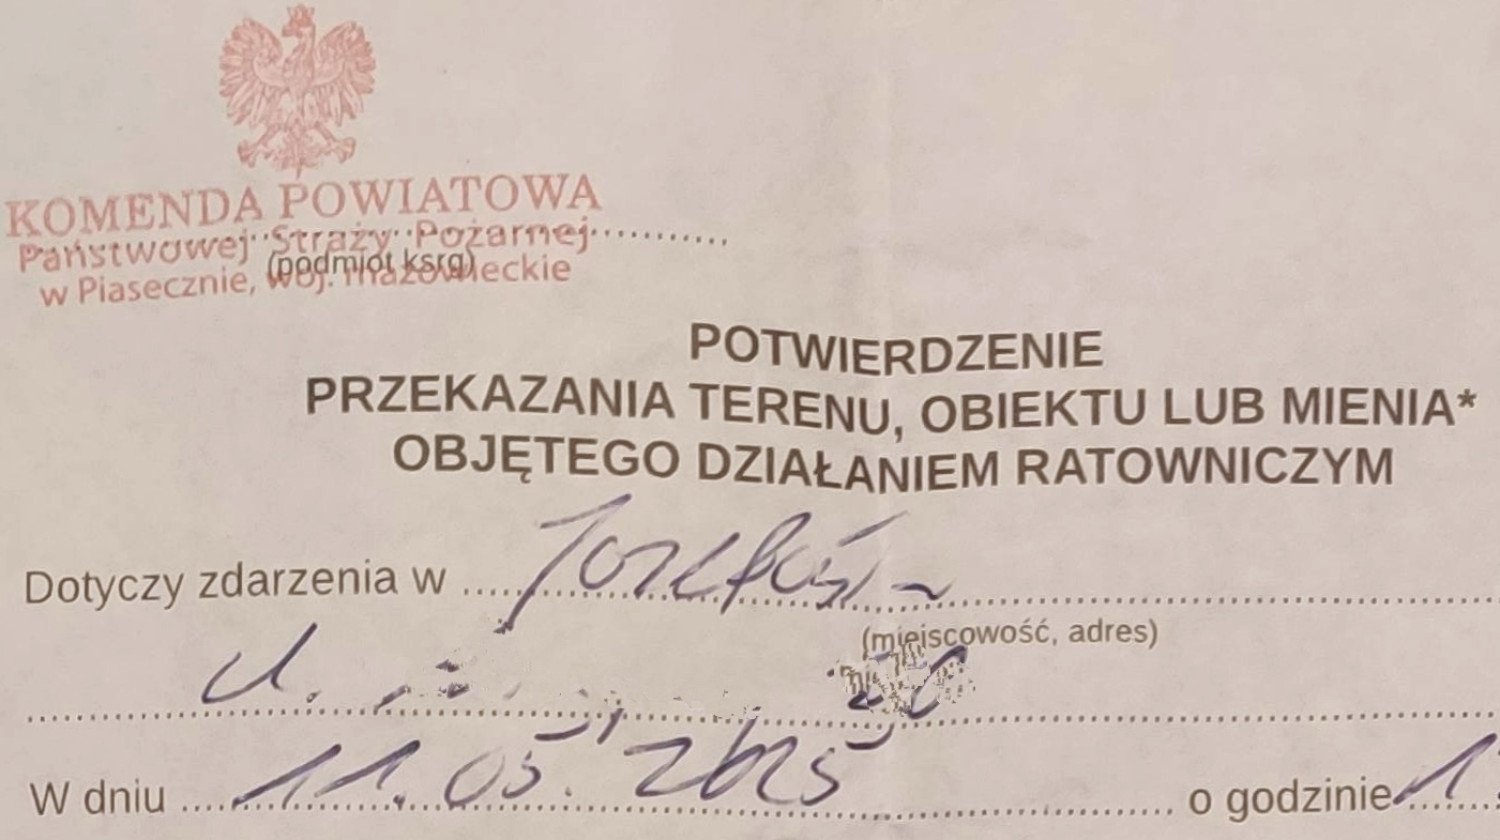 KOMENDA POWIATOWA
Państwowej Straży Pożarnej
(podmiot ksrg)
w Piasecznie, woj. mazowieckie
POTWIERDZENIE
PRZEKAZANIA TERENU, OBIEKTU LUB MIENIA*
OBJĘTEGO DZIAŁANIEM RATOWNICZYM
Dotyczy zdarzenia w
(miejscowość, adres)
W dniu 11.05.2025 o godzinie